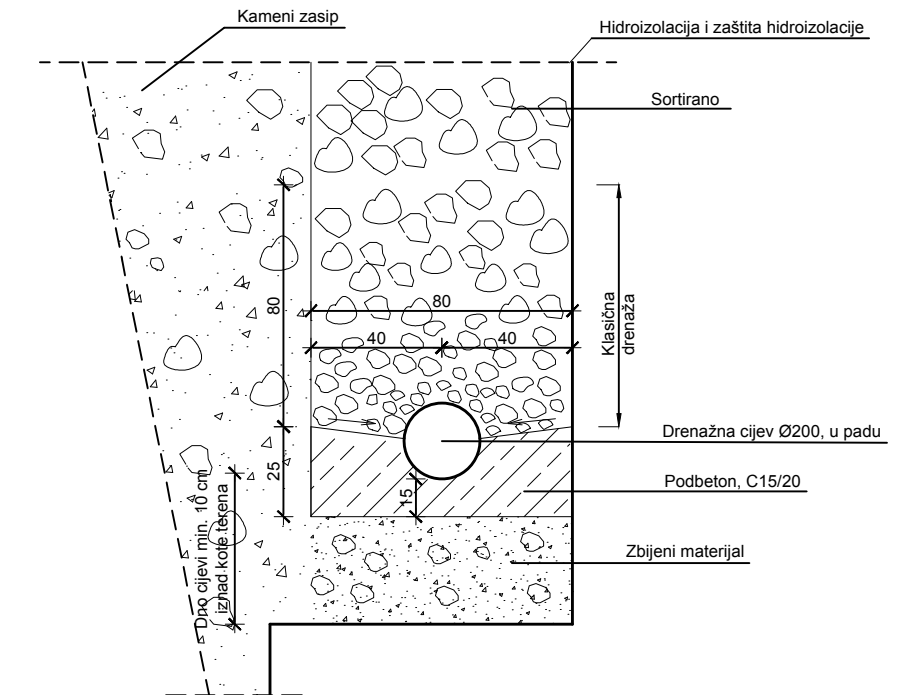 Kameni zasip
Hidroizolacija i zaštita hidroizolacije
Sortirano
80
80
40
40
Klasična
drenaža
Drenažna cijev Ø200, u padu
25
15
Podbeton, C15/20
Dno cijevi min. 10 cm
iznad kote terena
Zbijeni materijal